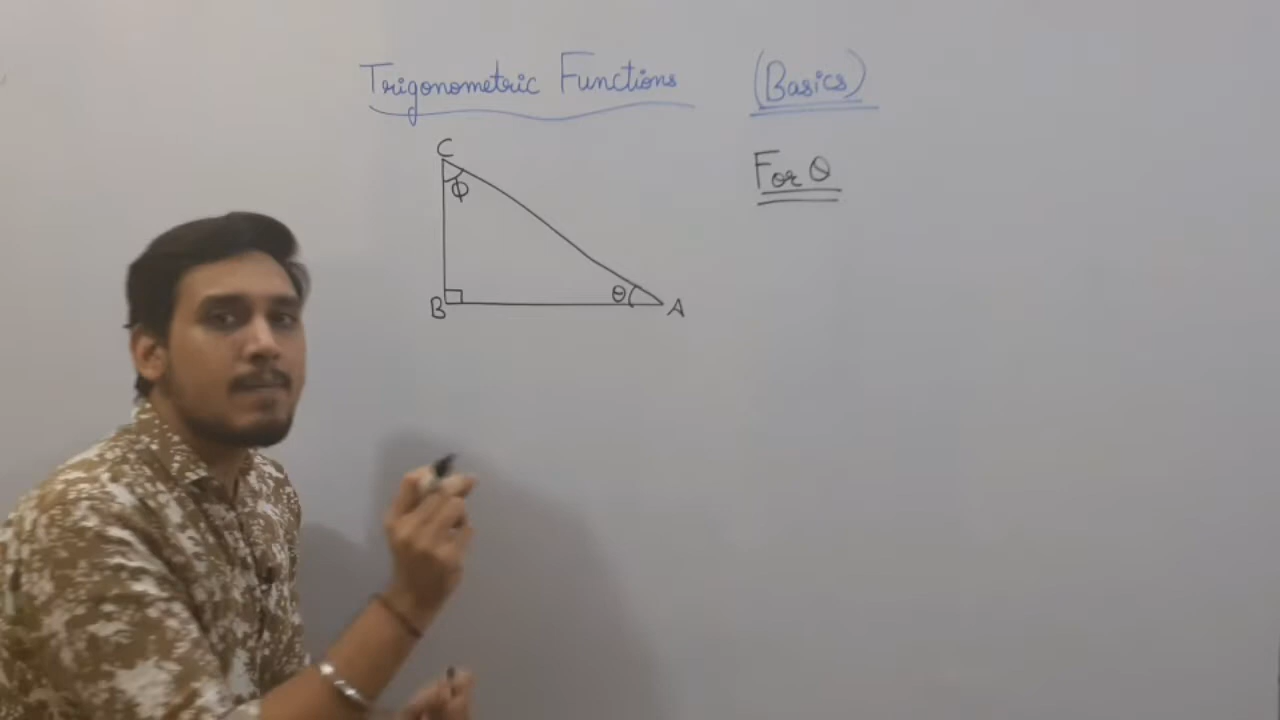 Trigonometric Functions (Basics)
C
For θ
ϕ
θ
B
A